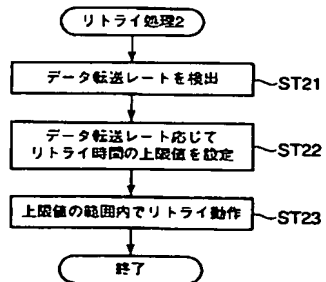 リトライ処理2
データ転送レートを検出
ST21
データ転送レート応じて
リトライ時間の上限値を設定
ST22
上限値の範囲内でリトライ動作
ST23
終了